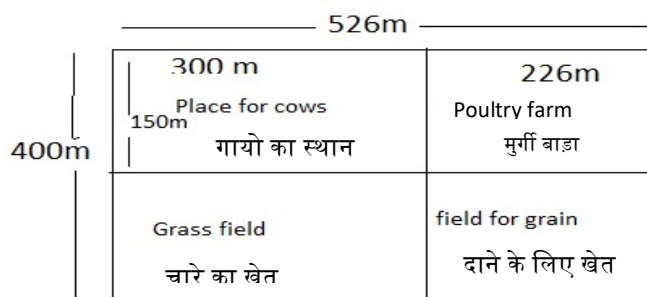 526m
300 m
226m
Place for cows
Poultry farm
150m
400m
गायो का स्थान
मुर्गी बाड़ा
Grass field
field for grain
चारे का खेत
दाने के लिए खेत